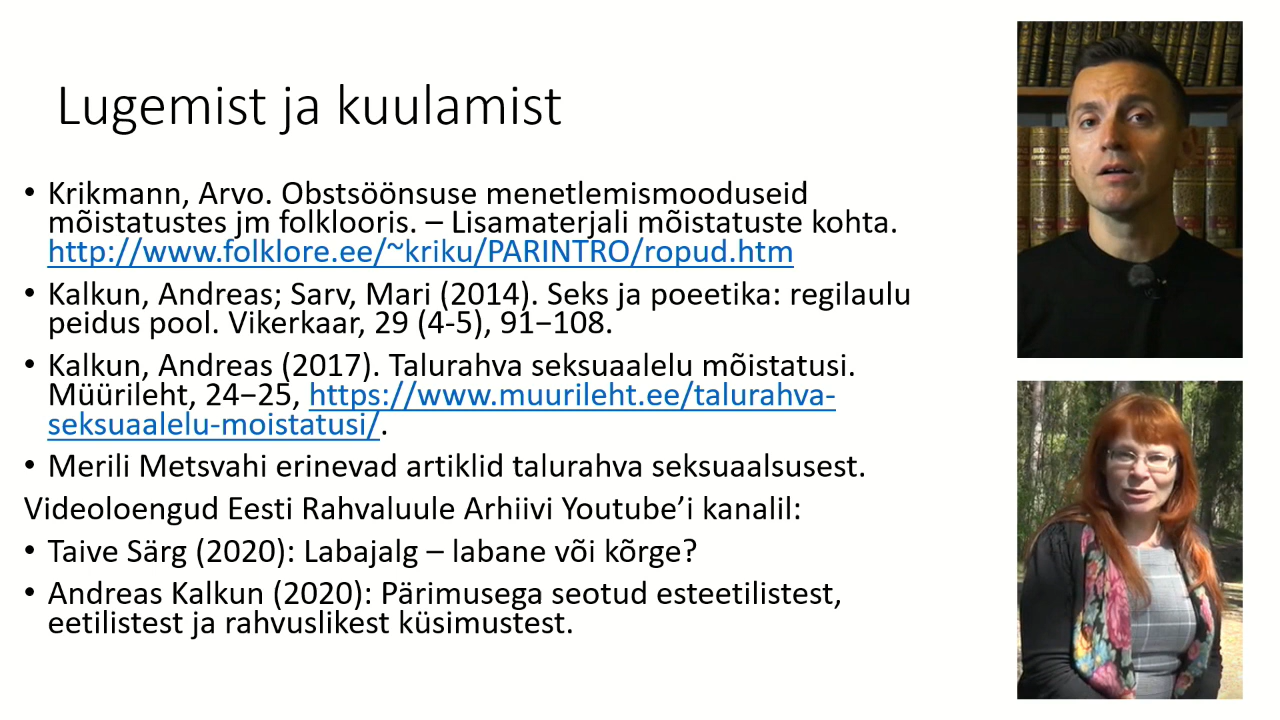 Lugemist ja kuulamist
• Krikmann, Arvo. Obstsöönsuse menetlemismooduseid
mõistatustes jm folklooris. – Lisamaterjali mõistatuste kohta.
http://www.folklore.ee/~kriku/PARINTRO/ropud.htm
• Kalkun, Andreas; Sarv, Mari (2014). Seks ja poeetika: regilaulu
peidus pool. Vikerkaar, 29 (4-5), 91−108.
• Kalkun, Andreas (2017). Talurahva seksuaalelu mõistatusi.
Müürileht, 24−25, https://www.muurileht.ee/talurahva-
seksuaalelu-moistatusi/.
• Merili Metsvahi erinevad artiklid talurahva seksuaalsusest.
Videoloengud Eesti Rahvaluule Arhiivi Youtube’i kanalil:
• Taive Särg (2020): Labajalg – labane või kõrge?
• Andreas Kalkun (2020): Pärimusega seotud esteetilistest,
eetilistest ja rahvuslikest küsimustest.